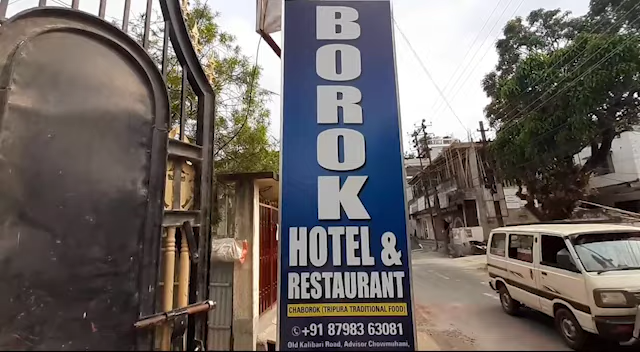 BOROK
HOTEL &
RESTAURANT
CHABOROK (TRIPURA TRADITIONAL FOOD)
+91 87983 63081
Old Kalibari Road, Advisor Chowmuhani,